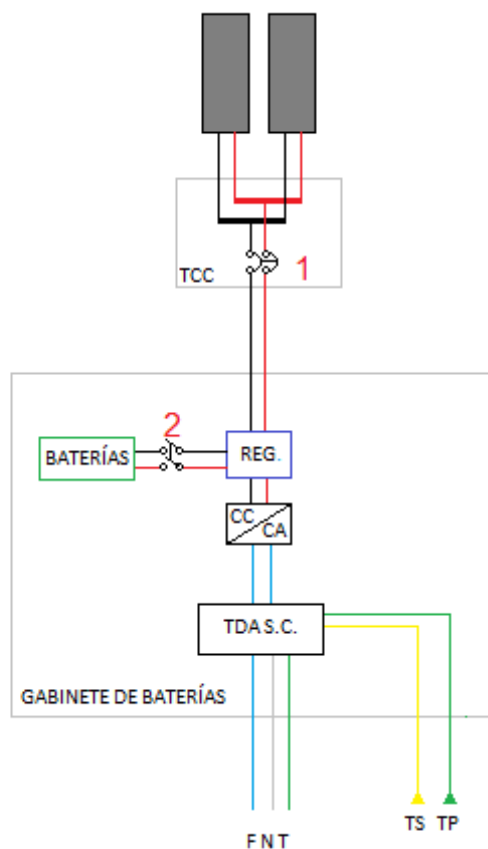 1
TCC
2
BATERÍAS
REG.
CC
CA
TDA S.C.
GABINETE DE BATERÍAS
TS TP
F N T